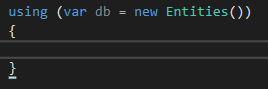 using (var db = new Entities())
{
}